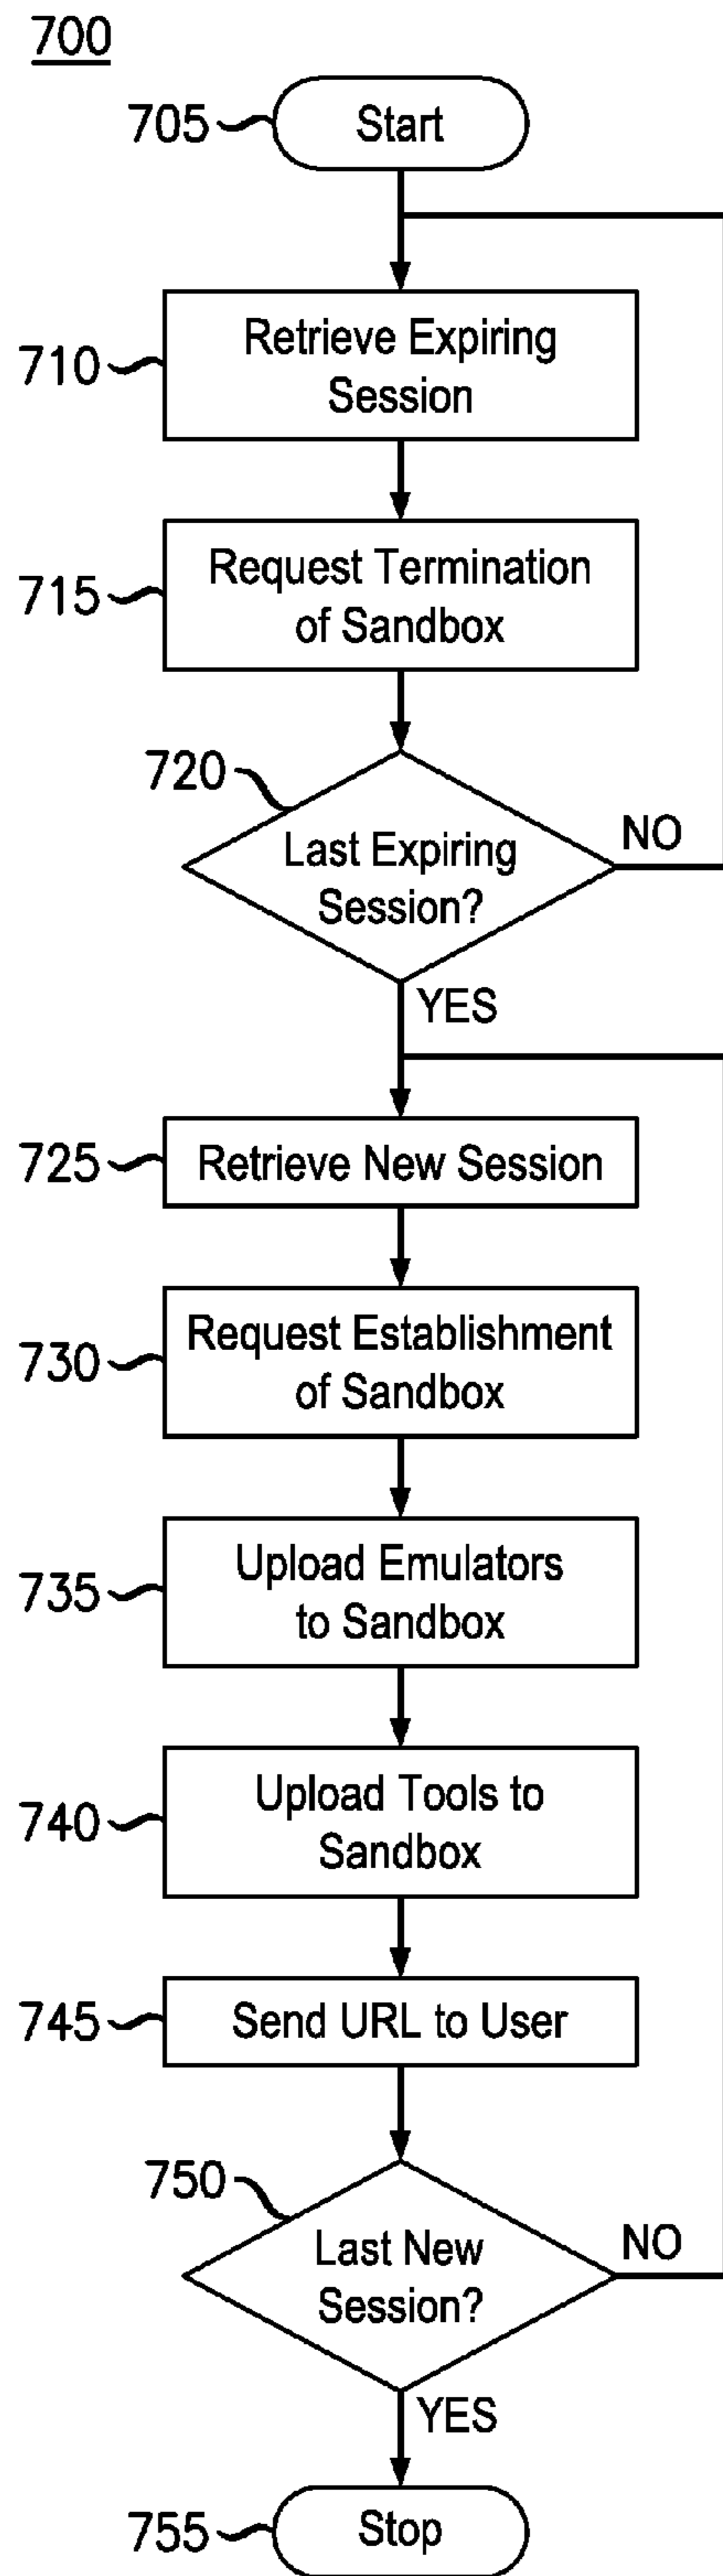 700
705
Start
710
Retrieve Expiring
Session
715
Request Termination
of Sandbox
720
Last Expiring
Session?
NO
YES
725
Retrieve New Session
730
Request Establishment
of Sandbox
735
Upload Emulators
to Sandbox
740
Upload Tools to
Sandbox
745
Send URL to User
750
Last New
Session?
NO
YES
755
Stop